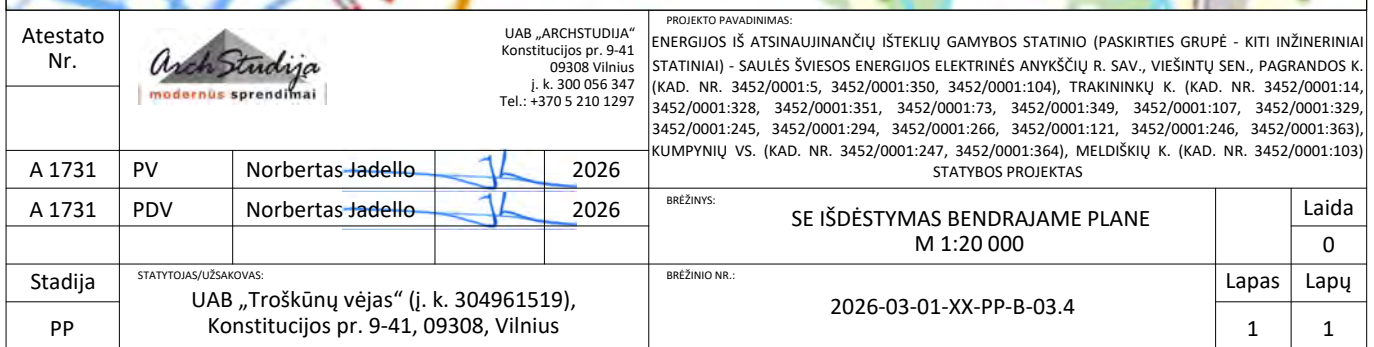 Atestato
Nr.
ArchStudija
modernūs sprendimai
UAB „ARCHSTUDIJA“
Konstitucijos pr. 9-41
09308 Vilnius
į. k. 300 056 347
Tel.: +370 5 210 1297
PROJEKTO PAVADINIMAS:
ENERGIJOS IŠ ATSINAUJINANČIŲ IŠTEKLIŲ GAMYBOS STATINIO (PASKIRTIES GRUPĖ - KITI INŽINERINIAI
STATINIAI) - SAULĖS ŠVIESOS ENERGIJOS ELEKTRINĖS ANYKŠČIŲ R. SAV., VIEŠINTŲ SEN., PAGRANDOS K.
(KAD. NR. 3452/0001:5, 3452/0001:350, 3452/0001:104), TRAKININKŲ K. (KAD. NR. 3452/0001:14,
3452/0001:328, 3452/0001:351, 3452/0001:73, 3452/0001:349, 3452/0001:107, 3452/0001:329,
3452/0001:245, 3452/0001:294, 3452/0001:266, 3452/0001:121, 3452/0001:246, 3452/0001:363),
KUMPYNIŲ VS. (KAD. NR. 3452/0001:247, 3452/0001:364), MELDIŠKIŲ K. (KAD. NR. 3452/0001:103)
STATYBOS PROJEKTAS
A 1731 PV Norbertas Jadello 2026
A 1731 PDV Norbertas Jadello 2026
BRĖŽINYS:
SE IŠDĖSTYMAS BENDRAJAME PLANE
M 1:20 000
Laida
0
Stadija
PP
STATYTOJAS/UŽSAKOVAS:
UAB „Troškūnų vėjas“ (į. k. 304961519),
Konstitucijos pr. 9-41, 09308, Vilnius
BRĖŽINIO NR.:
2026-03-01-XX-PP-B-03.4
Lapas Lapų
1 1